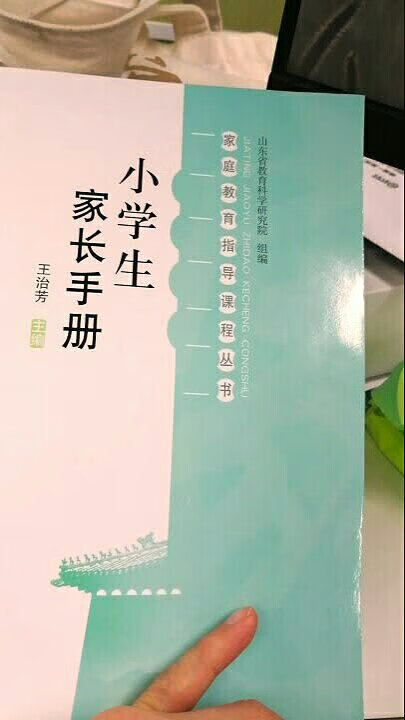 山东省教育科学研究院 组编
家庭教育指导课程丛书
JIATING JIAOYU ZHIDAO KECHENG CONGSHU
小学生
家长手册
王治芳
主编